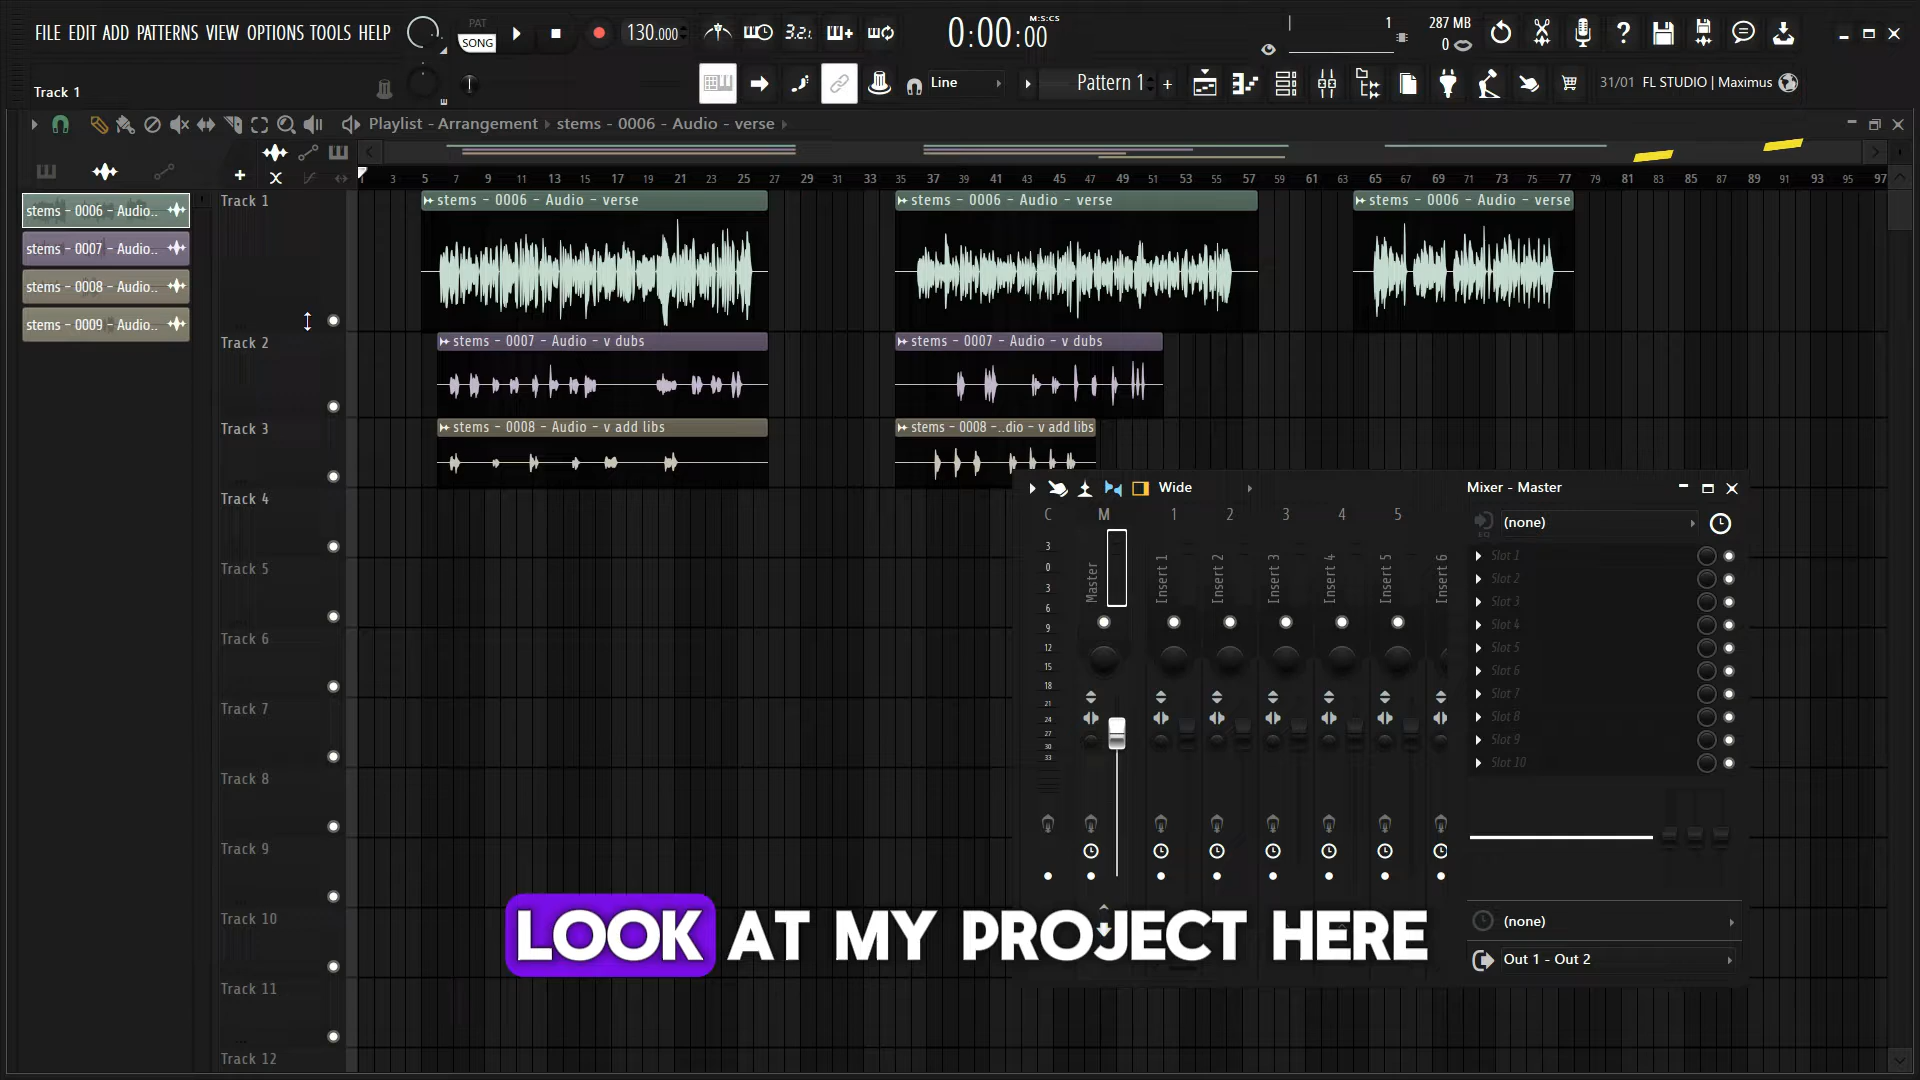 FILE EDIT ADD PATTERNS VIEW OPTIONS TOOLS HELP
PAT
SONG
130.000
3.2.
0:00:00
M:S:CS
1
287 MB
0
Track 1
Line
Pattern 1
31/01 FL STUDIO | Maximus
Playlist - Arrangement
stems - 0006 - Audio - verse
3 5 7 9 11 13 15 17 19 21 23 25 27 29 31 33 35 37 39 41 43 45 47 49 51 53 55 57 59 61 63 65 67 69 71 73 75 77 79 81 83 85 87 89 91 93 95 97
stems - 0006 - Audio..
stems - 0007 - Audio..
stems - 0008 - Audio..
stems - 0009 - Audio..
Track 1
stems - 0006 - Audio - verse
stems - 0006 - Audio - verse
stems - 0006 - Audio - verse
Track 2
stems - 0007 - Audio - v dubs
stems - 0007 - Audio - v dubs
Track 3
stems - 0008 - Audio - v add libs
stems - 0008 -..dio - v add libs
Track 4
Track 5
Track 6
Track 7
Track 8
Track 9
Track 10
Track 11
Track 12
Wide
Mixer - Master
C M 1 2 3 4 5
3
0
3
6
9
12
15
18
21
24
27
30
33
Master
Insert 1
Insert 2
Insert 3
Insert 4
Insert 5
Insert 6
EQ
(none)
Slot 1
Slot 2
Slot 3
Slot 4
Slot 5
Slot 6
Slot 7
Slot 8
Slot 9
Slot 10
(none)
Out 1 - Out 2
LOOK AT MY PROJECT HERE